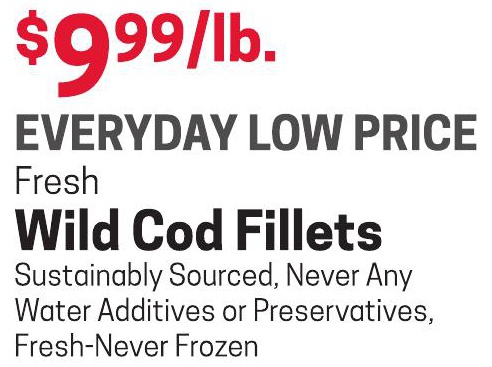 $9.99/lb.
EVERYDAY LOW PRICE
Fresh
Wild Cod Fillets
Sustainably Sourced, Never Any
Water Additives or Preservatives,
Fresh-Never Frozen